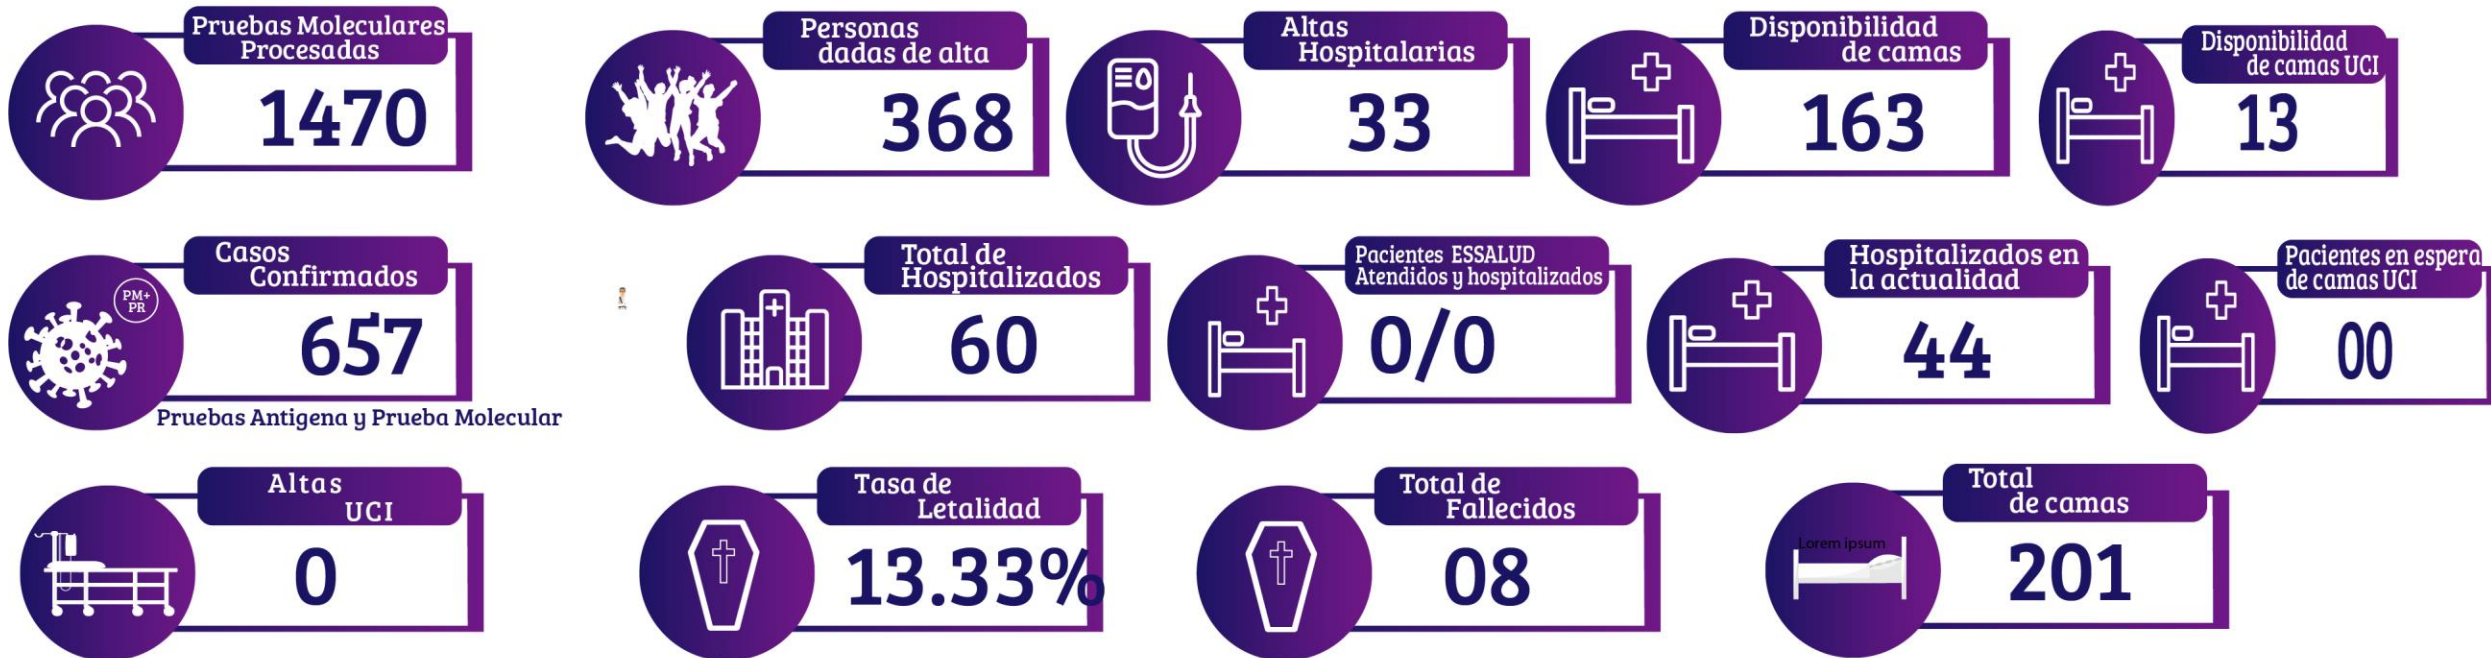 Pruebas Moleculares
Procesadas
1470
Personas
dadas de alta
368
Altas
Hospitalarias
33
Disponibilidad
de camas
163
Disponibilidad
de camas UCI
13
Casos
Confirmados
PM+
PR
657
Pruebas Antigena y Prueba Molecular
Total de
Hospitalizados
60
Pacientes ESSALUD
Atendidos y hospitalizados
0/0
Hospitalizados en
la actualidad
44
Pacientes en espera
de camas UCI
00
Altas
UCI
0
Tasa de
Letalidad
13.33%
Total de
Fallecidos
08
Total
de camas
Lorem ipsum
201